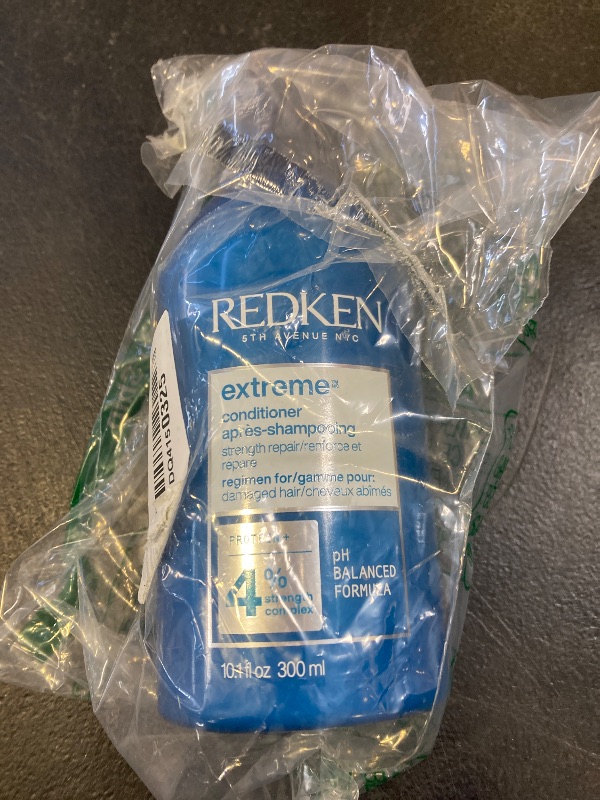 REDKEN
5TH AVENUE NYC
extreme
conditioner
après-shampooing
strength repair/renforce et
répare
regimen for/gamme pour:
damaged hair/cheveux abîmés
PROTEIN+
4%
strength
complex
pH
BALANCED
FORMULA
10.1 fl oz 300 ml
DQ4150325